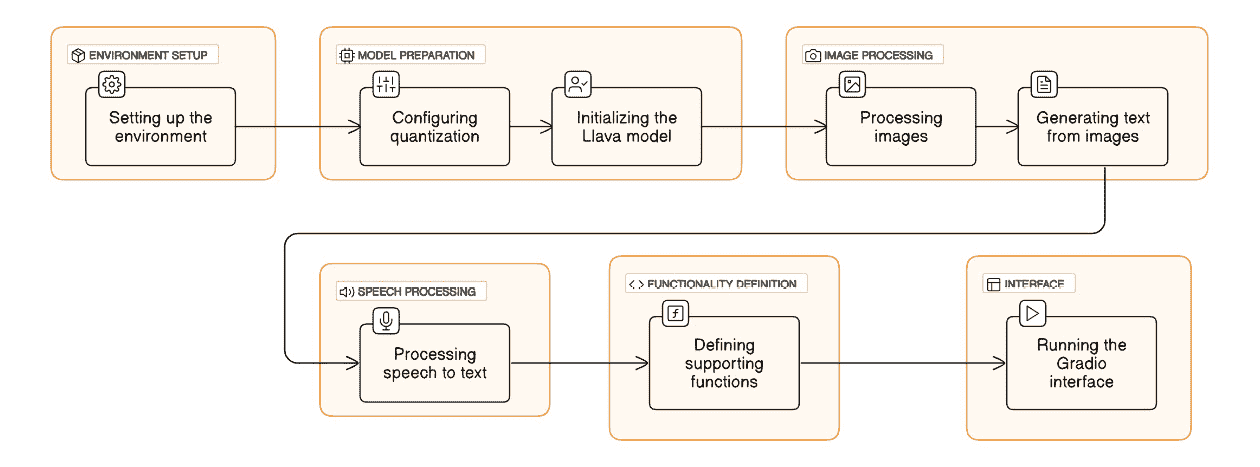 ENVIRONMENT SETUP
Setting up the
environment
MODEL PREPARATION
Configuring
quantization
Initializing the
Llava model
IMAGE PROCESSING
Processing
images
Generating text
from images
SPEECH PROCESSING
Processing
speech to text
FUNCTIONALITY DEFINITION
Defining
supporting
functions
INTERFACE
Running the
Gradio
interface